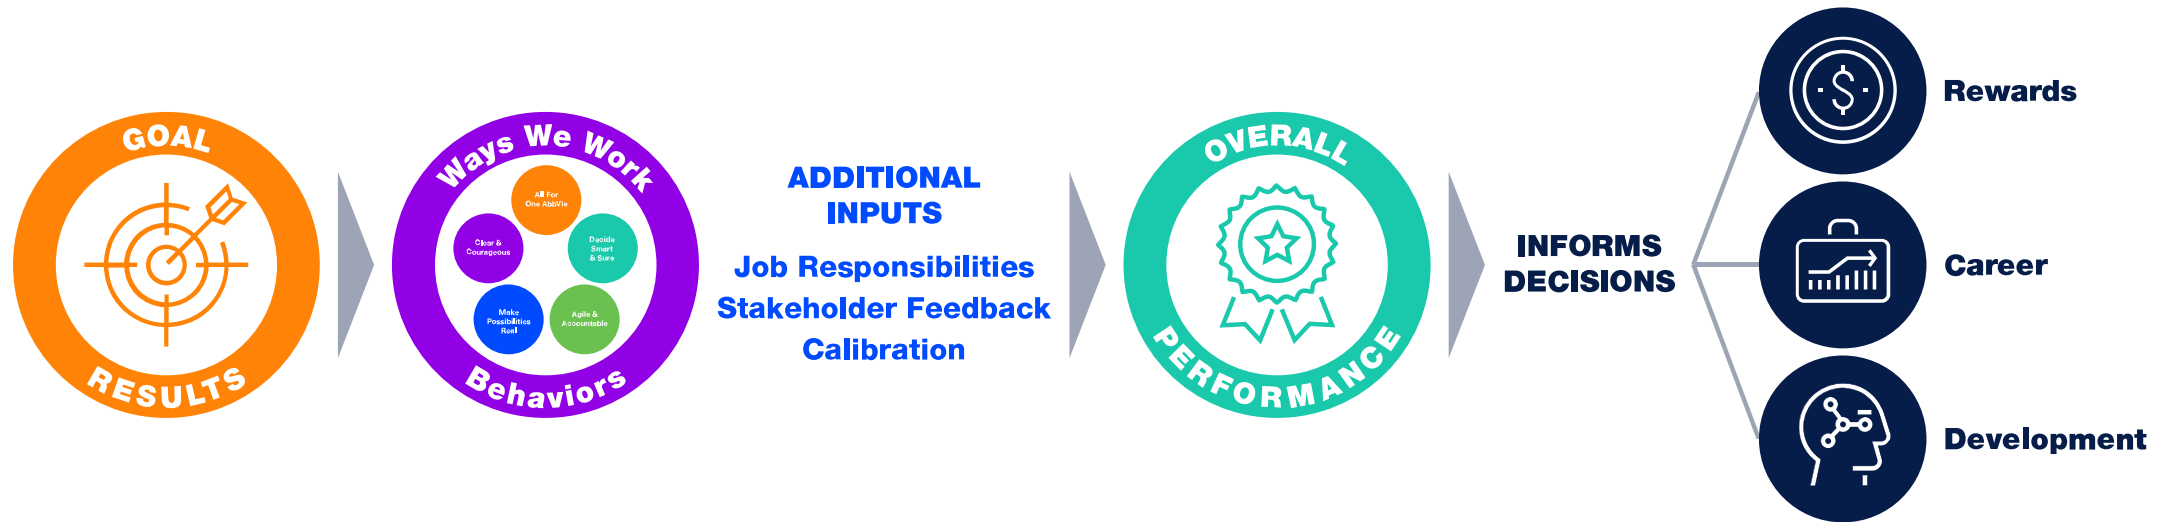 GOAL
RESULTS
Ways We Work
All For
One AbbVie
Clear &
Courageous
Decide
Smart
& Sure
Make
Possibilities
Real
Agile &
Accountable
Behaviors
ADDITIONAL
INPUTS
Job Responsibilities
Stakeholder Feedback
Calibration
OVERALL
PERFORMANCE
INFORMS
DECISIONS
$
Rewards
Career
Development